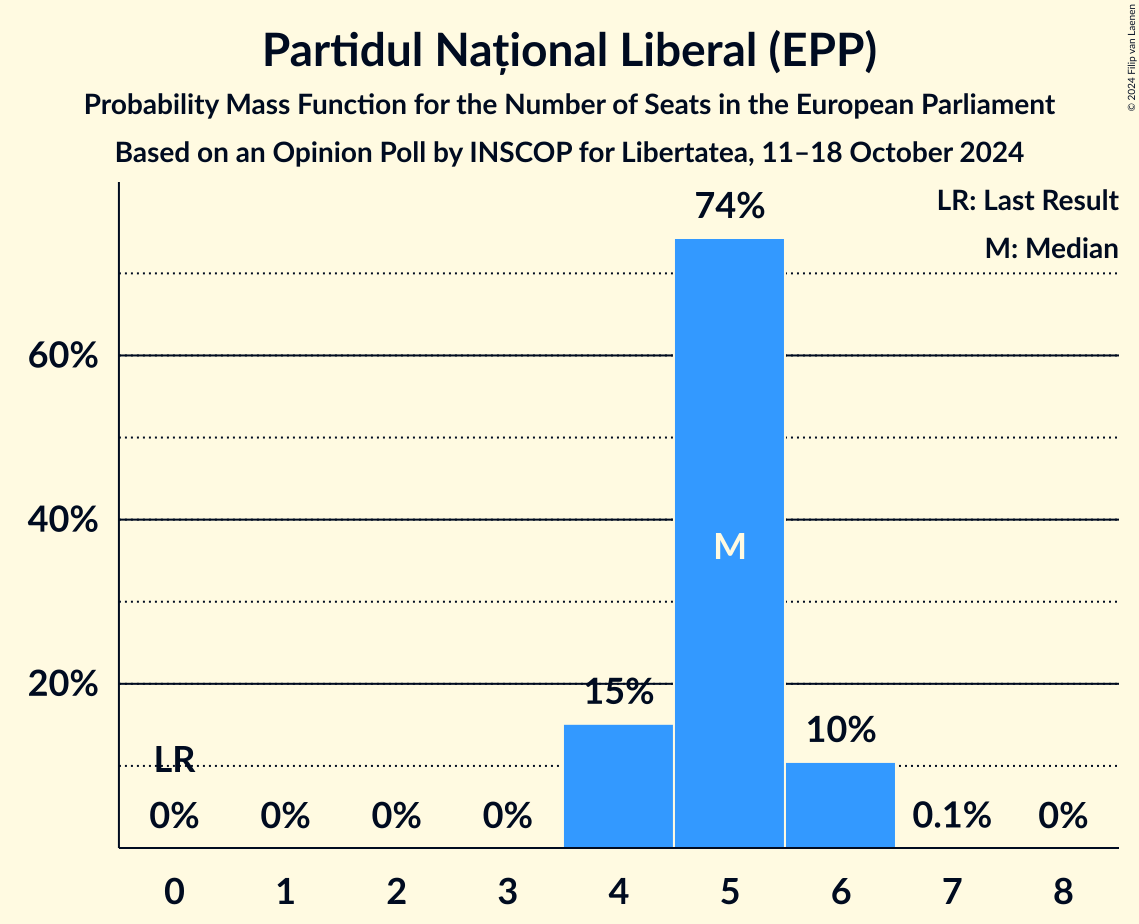 Partidul Național Liberal (EPP)
Probability Mass Function for the Number of Seats in the European Parliament
Based on an Opinion Poll by INSCOP for Libertatea, 11–18 October 2024
© 2024 Filip van Laenen
LR: Last Result
M: Median
60%
40%
20%
LR
0%
0%
0%
0%
15%
74%
M
10%
0.1%
0%
0 1 2 3 4 5 6 7 8